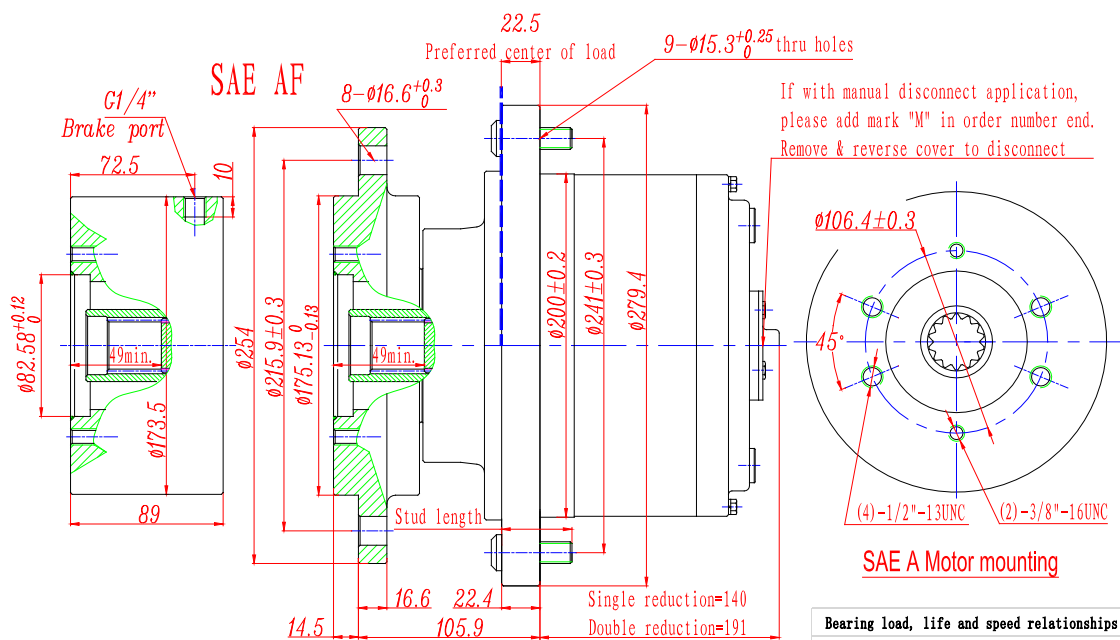 22.5
Preferred center of load
9-ø15.3+0.25 0 thru holes
SAE AF
8-ø16.6+0.3 0
G1/4"
Brake port
72.5
10
If with manual disconnect application,
please add mark "M" in order number end.
Remove & reverse cover to disconnect
ø106.4±0.3
45°
ø82.58+0.12 0
49min.
ø173.5
89
ø254
ø215.9±0.3
ø175.13 0 -0.13
49min.
ø200±0.2
ø241±0.3
ø279.4
Stud length
(4)-1/2"-13UNC
(2)-3/8"-16UNC
SAE A Motor mounting
16.6
22.4
Single reduction=140
14.5
105.9
Double reduction=191
Bearing load, life and speed relationships